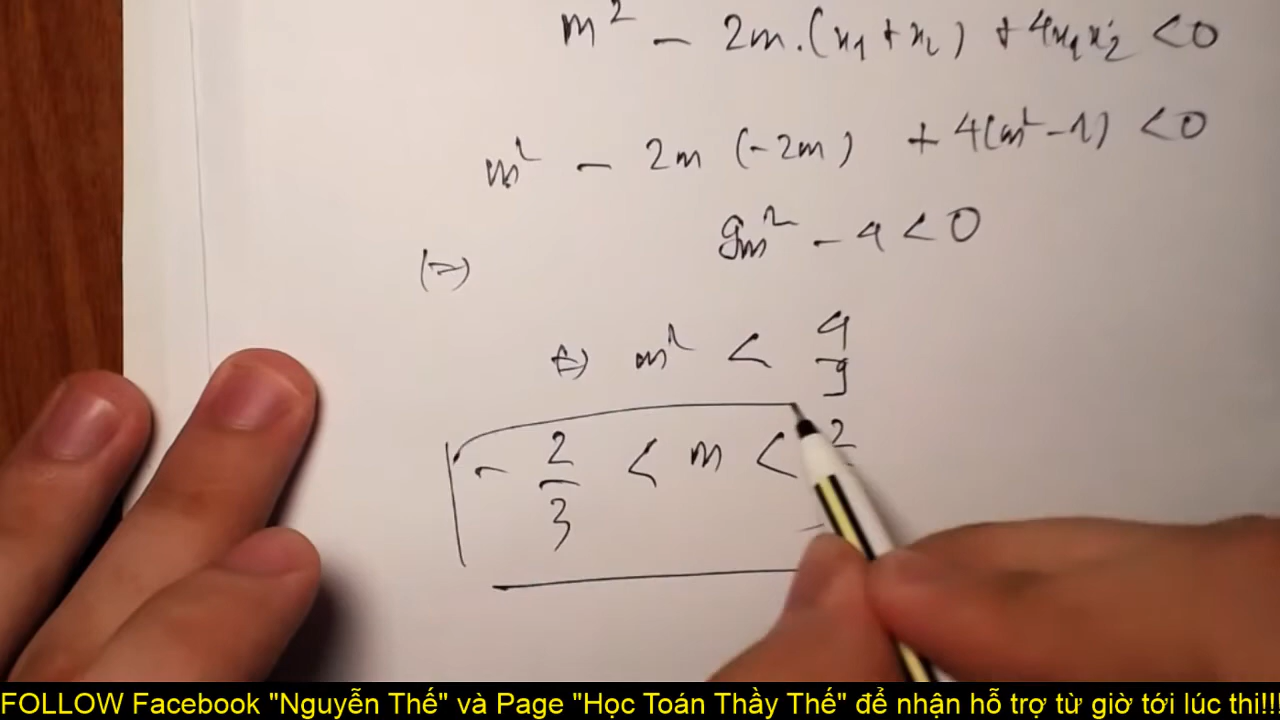 m² - 2m.(x₁ + x₂) + 4x₁x₂ < 0
m² - 2m (-2m) + 4(m² - 1) < 0
(=) 9m² - 4 < 0
(=) m² < 4/9
- 2/3 < m < 2
FOLLOW Facebook "Nguyễn Thế" và Page "Học Toán Thầy Thế" để nhận hỗ trợ từ giờ tới lúc thi!!!